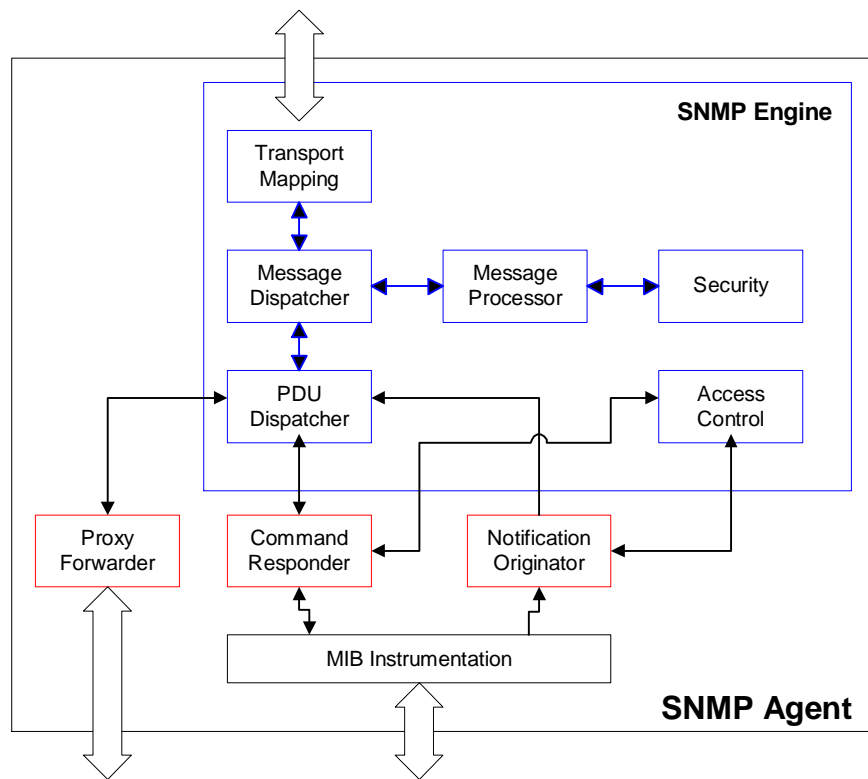 SNMP Engine
Transport
Mapping
Message
Dispatcher
Message
Processor
Security
PDU
Dispatcher
Access
Control
Proxy
Forwarder
Command
Responder
Notification
Originator
MIB Instrumentation
SNMP Agent